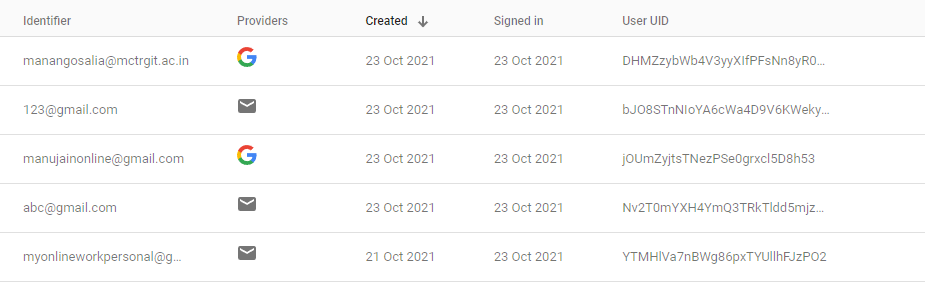 Identifier Providers Created Signed in User UID
manangosalia@mctrgit.ac.in 23 Oct 2021 23 Oct 2021 DHMZzybWb4V3yyXIfPFsNn8yR0...
123@gmail.com 23 Oct 2021 23 Oct 2021 bJO8STnNIoYA6cWa4D9V6KWeky...
manujainonline@gmail.com 23 Oct 2021 23 Oct 2021 jOUmZyjtsTNezPSe0grxcl5D8h53
abc@gmail.com 23 Oct 2021 23 Oct 2021 Nv2T0mYXH4YmQ3TRkTldd5mjz...
myonlineworkpersonal@g... 21 Oct 2021 23 Oct 2021 YTMHlVa7nBWg86pxTYUllhFJzPO2